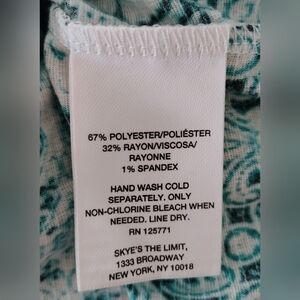 67% POLYESTER/POLIÉSTER
32% RAYON/VISCOSA/
RAYONNE
1% SPANDEX
HAND WASH COLD
SEPARATELY. ONLY
NON-CHLORINE BLEACH WHEN
NEEDED. LINE DRY.
RN 125771
SKYE'S THE LIMIT,
1333 BROADWAY
NEW YORK, NY 10018